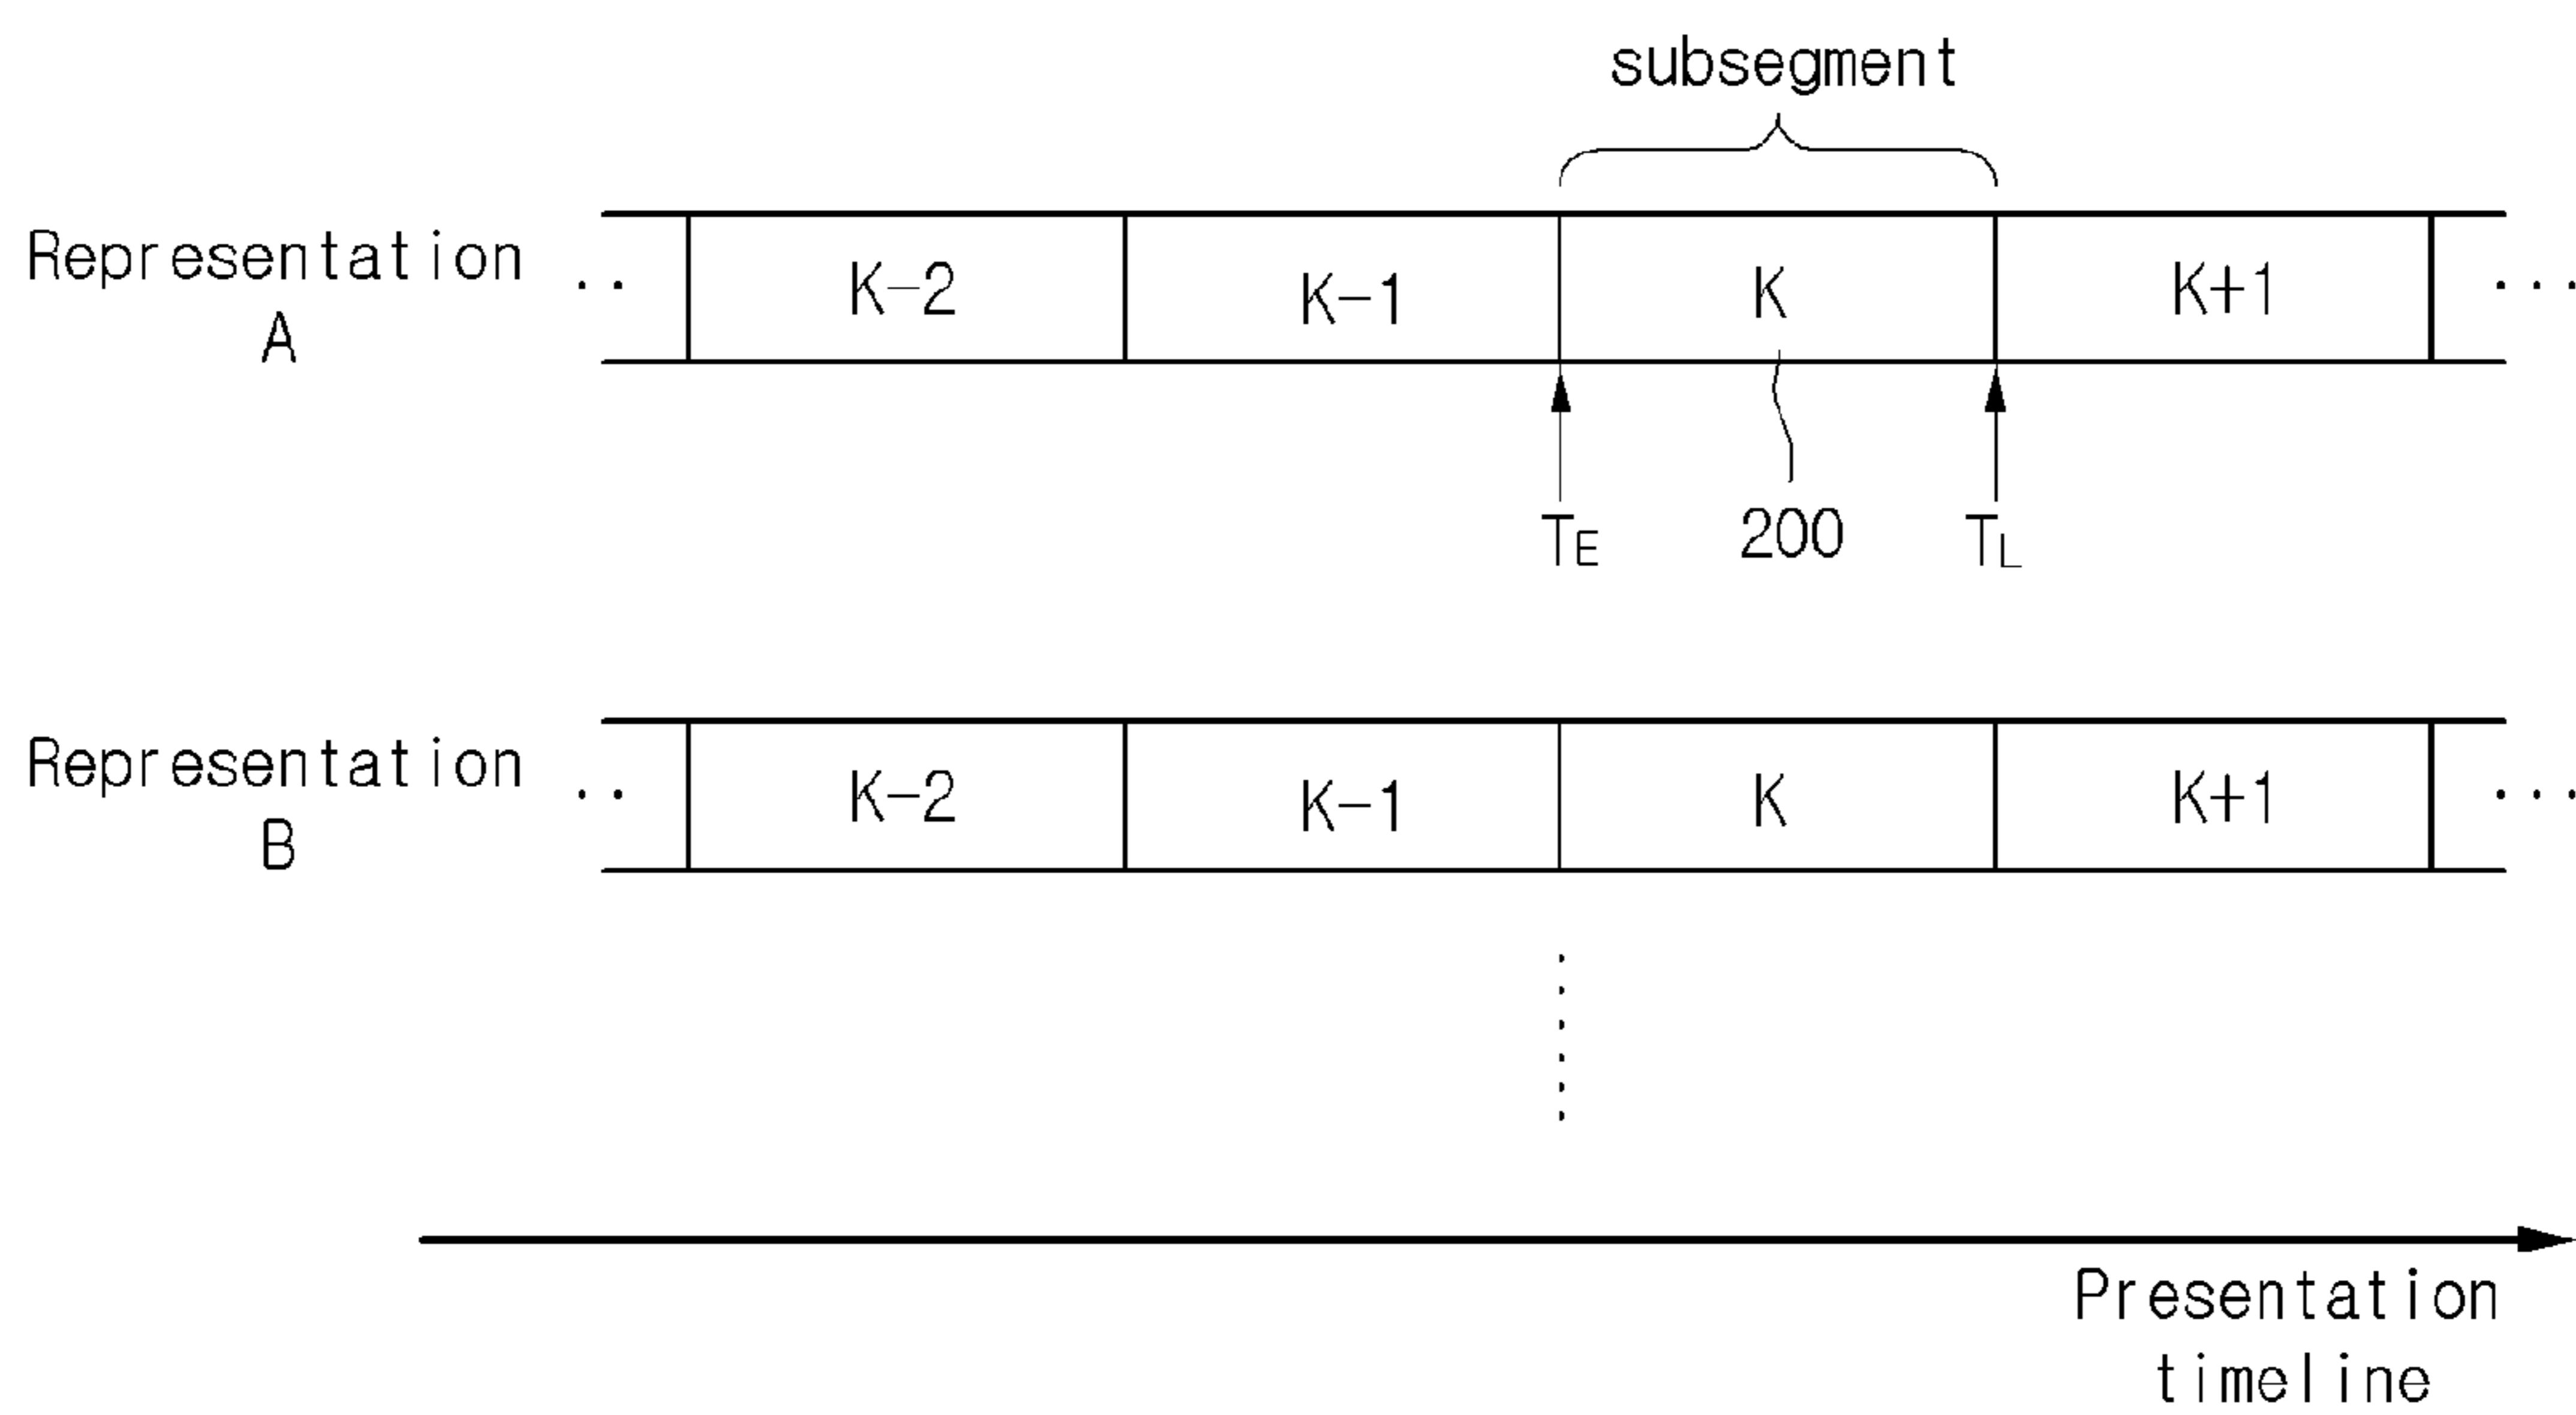 subsegment
Representation
A
‥ K-2 K-1 K K+1 ...
TE 200 TL
Representation
B
‥ K-2 K-1 K K+1 ...
Presentation
timeline